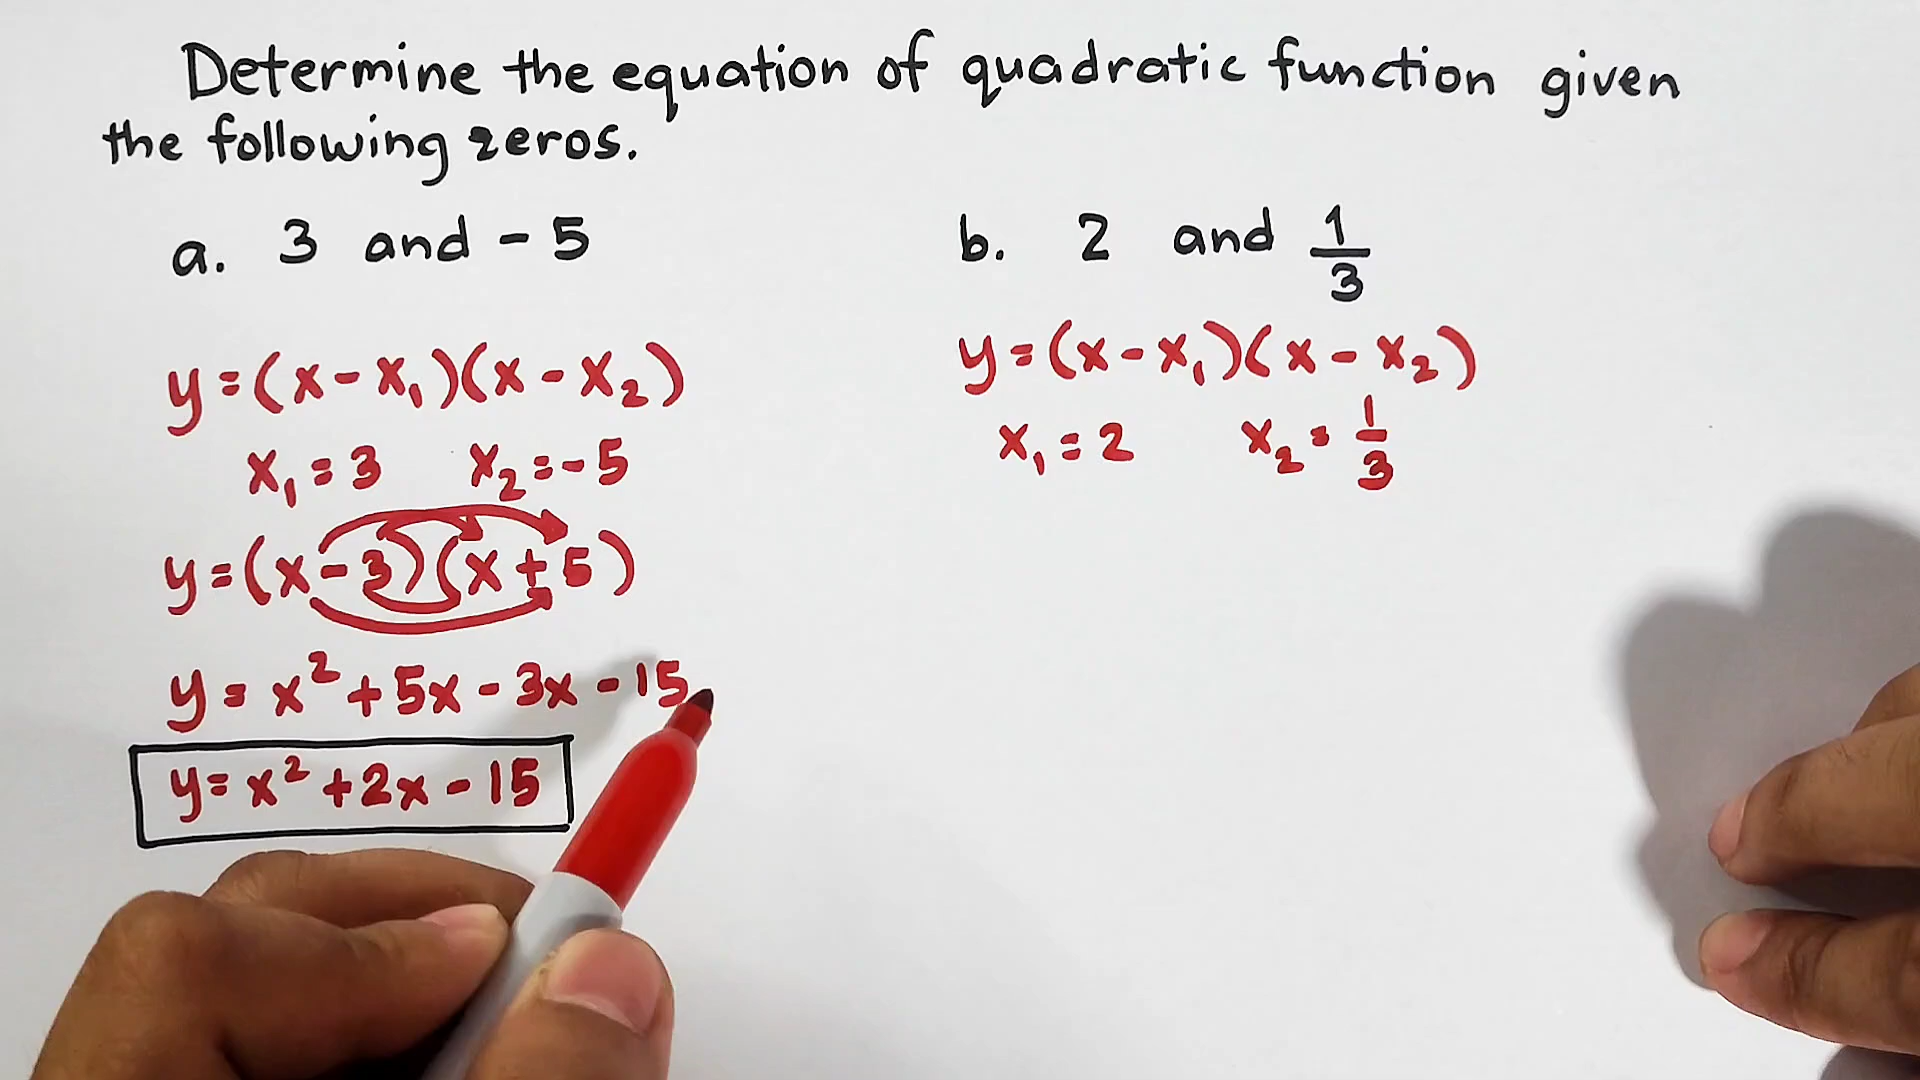 Determine the equation of quadratic function given
the following zeros.
a. 3 and -5
y=(x-x₁)(x-x₂)
x₁=3 x₂=-5
y=(x-3)(x+5)
y=x²+5x-3x-15
y=x²+2x-15
b. 2 and 1/3
y=(x-x₁)(x-x₂)
x₁=2 x₂=1/3